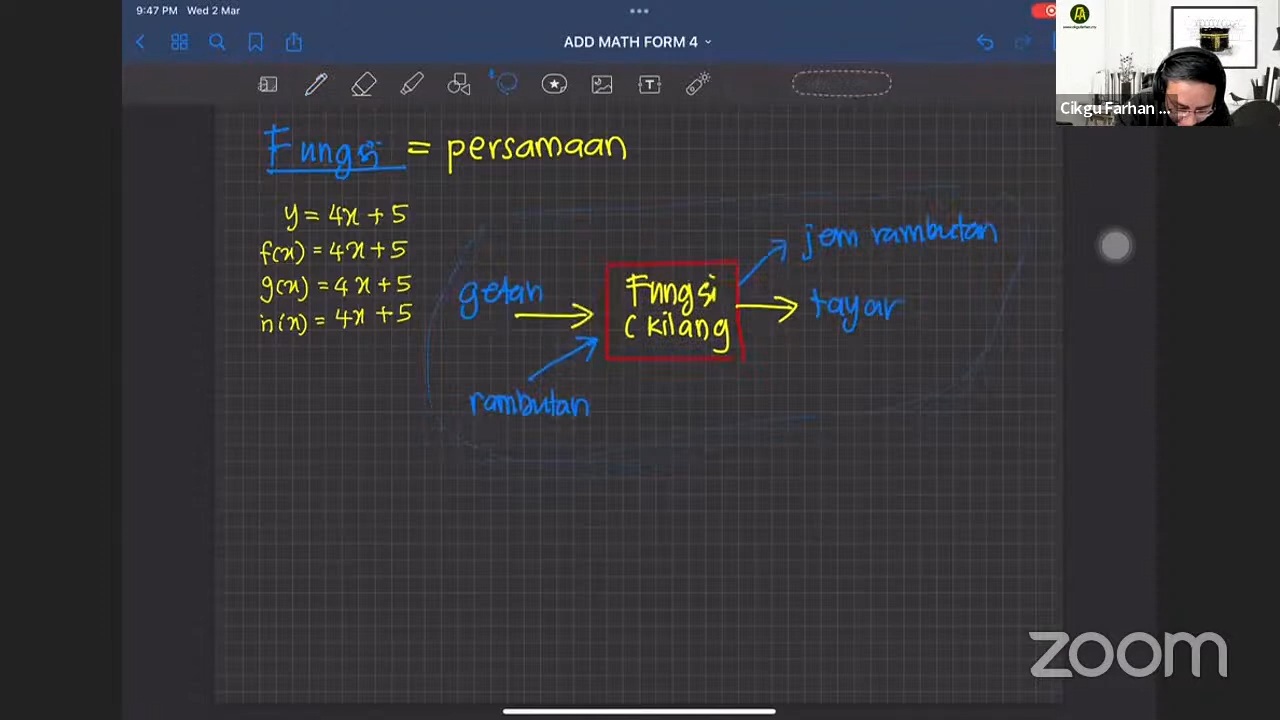 9:47 PM Wed 2 Mar
ADD MATH FORM 4
Cikgu Farhan ...
Fungsi = persamaan
y = 4x + 5
f(x) = 4x + 5
g(x) = 4x + 5
h(x) = 4x + 5
getah
rambutan
Fungsi
( kilang
jem rambutan
tayar
zoom